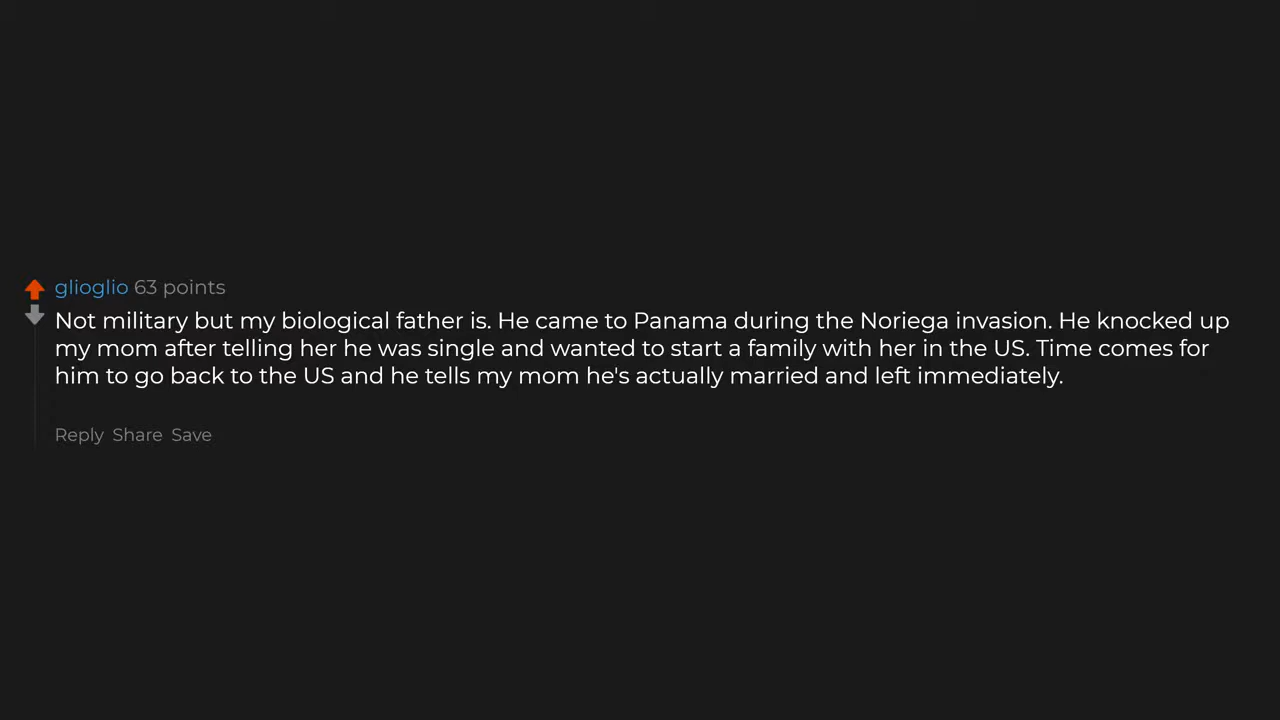 glioglio 63 points
Not military but my biological father is. He came to Panama during the Noriega invasion. He knocked up
my mom after telling her he was single and wanted to start a family with her in the US. Time comes for
him to go back to the US and he tells my mom he's actually married and left immediately.
Reply Share Save